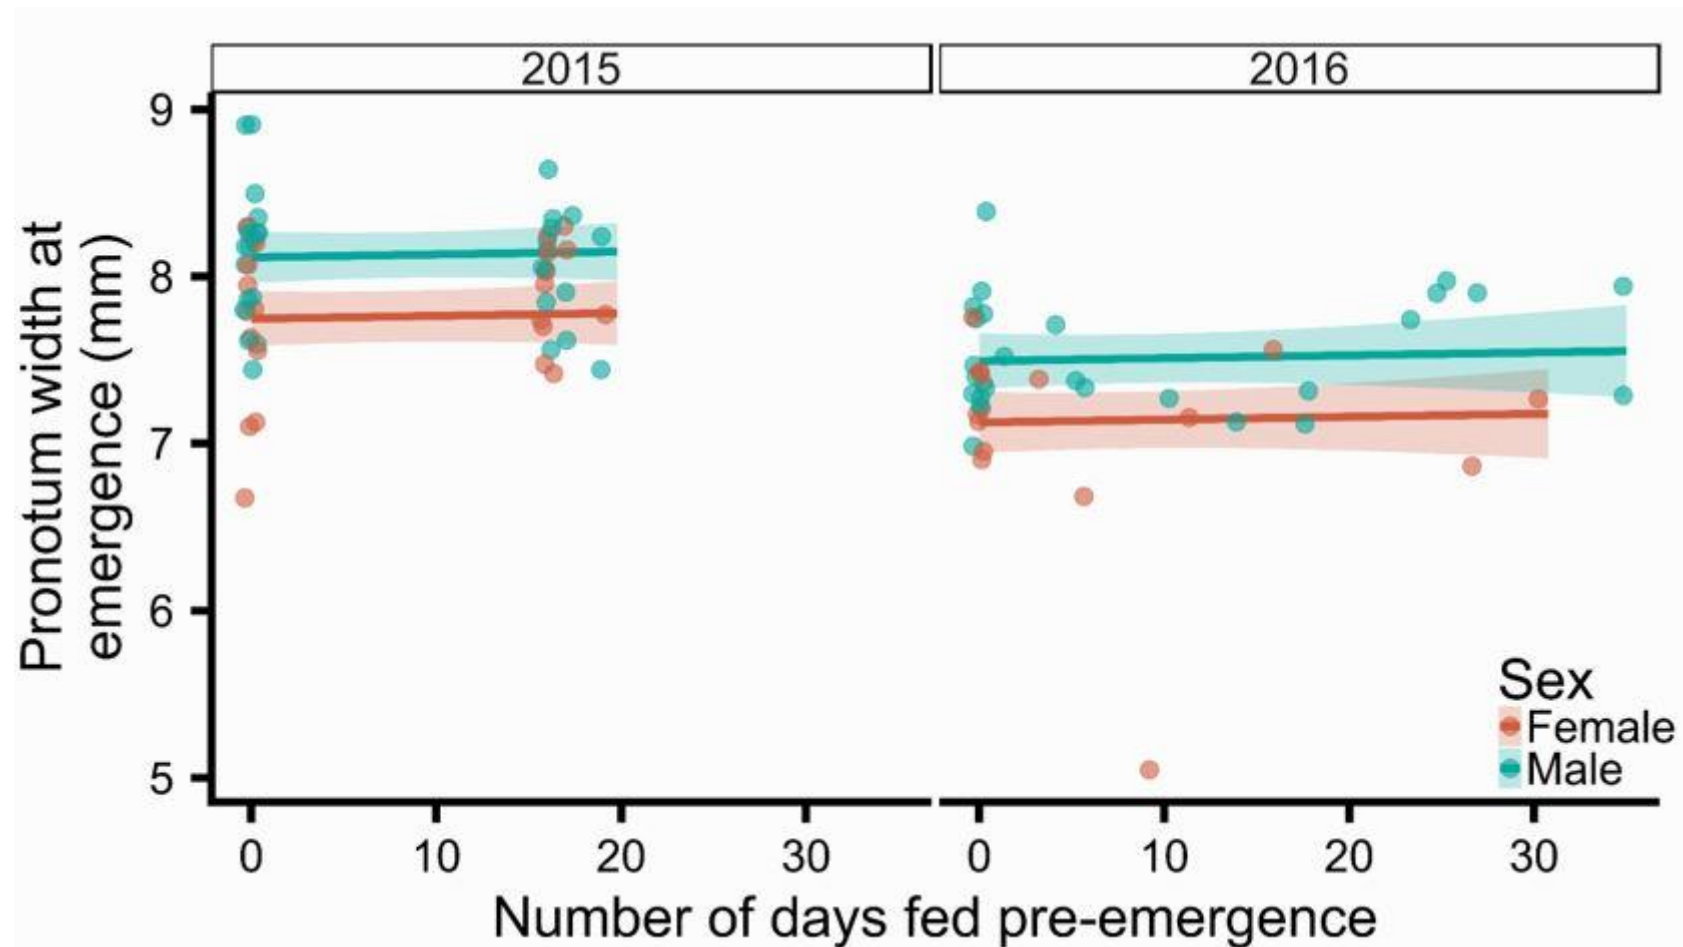 2015
2016
Pronotum width at
emergence (mm)
9
8
7
6
5
0 10 20 30
0 10 20 30
Number of days fed pre-emergence
Sex
Female
Male